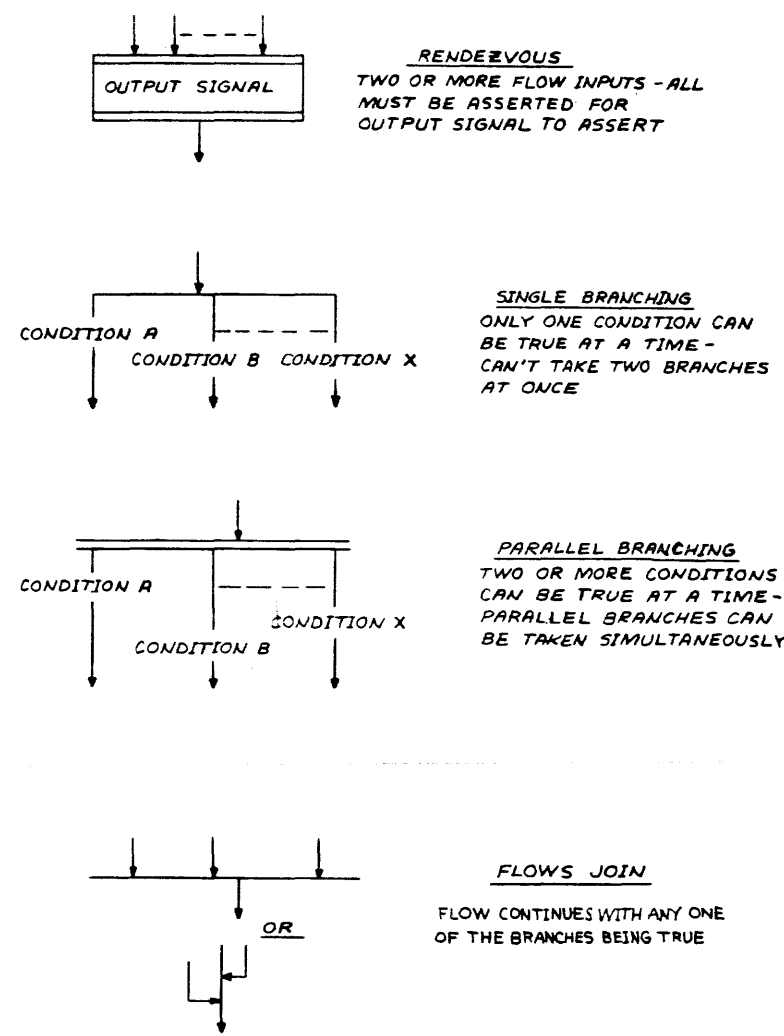 OUTPUT SIGNAL
RENDEZVOUS
TWO OR MORE FLOW INPUTS - ALL
MUST BE ASSERTED FOR
OUTPUT SIGNAL TO ASSERT
CONDITION A
CONDITION B CONDITION X
SINGLE BRANCHING
ONLY ONE CONDITION CAN
BE TRUE AT A TIME -
CAN'T TAKE TWO BRANCHES
AT ONCE
CONDITION A
CONDITION X
CONDITION B
PARALLEL BRANCHING
TWO OR MORE CONDITIONS
CAN BE TRUE AT A TIME -
PARALLEL BRANCHES CAN
BE TAKEN SIMULTANEOUSLY
OR
FLOWS JOIN
FLOW CONTINUES WITH ANY ONE
OF THE BRANCHES BEING TRUE